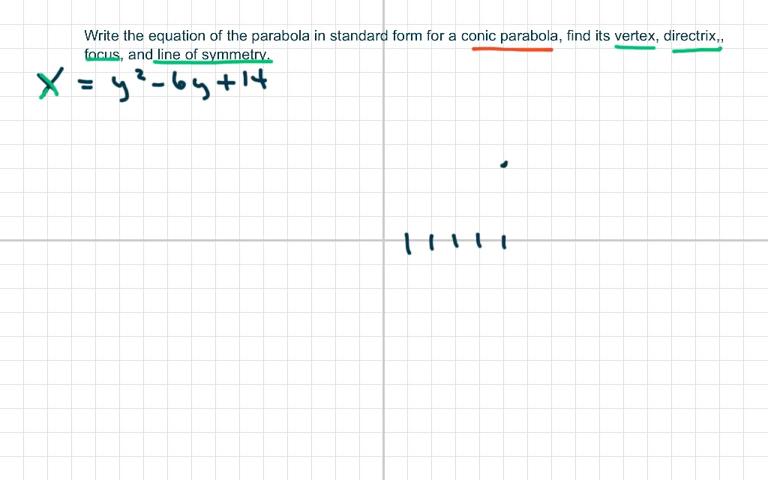 Write the equation of the parabola in standard form for a conic parabola, find its vertex, directrix,,
focus, and line of symmetry.
x = y² - 6y + 14